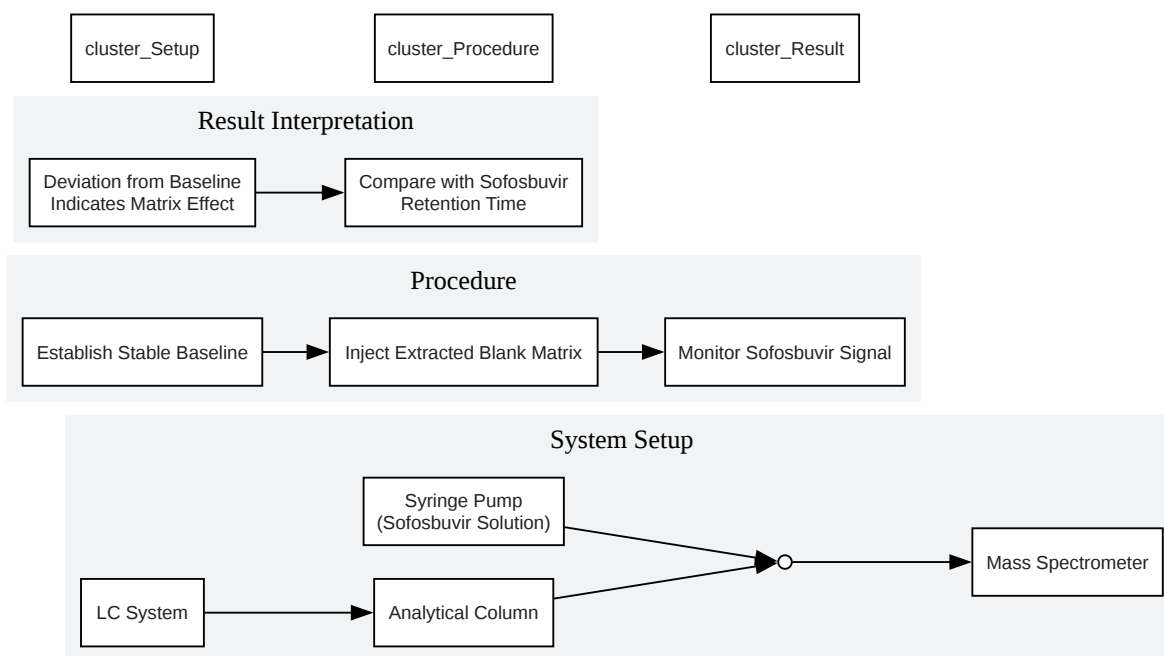 cluster_Setup
cluster_Procedure
cluster_Result
Result Interpretation
Deviation from Baseline
Indicates Matrix Effect
Compare with Sofosbuvir
Retention Time
Procedure
Establish Stable Baseline
Inject Extracted Blank Matrix
Monitor Sofosbuvir Signal
System Setup
Syringe Pump
(Sofosbuvir Solution)
Mass Spectrometer
LC System
Analytical Column